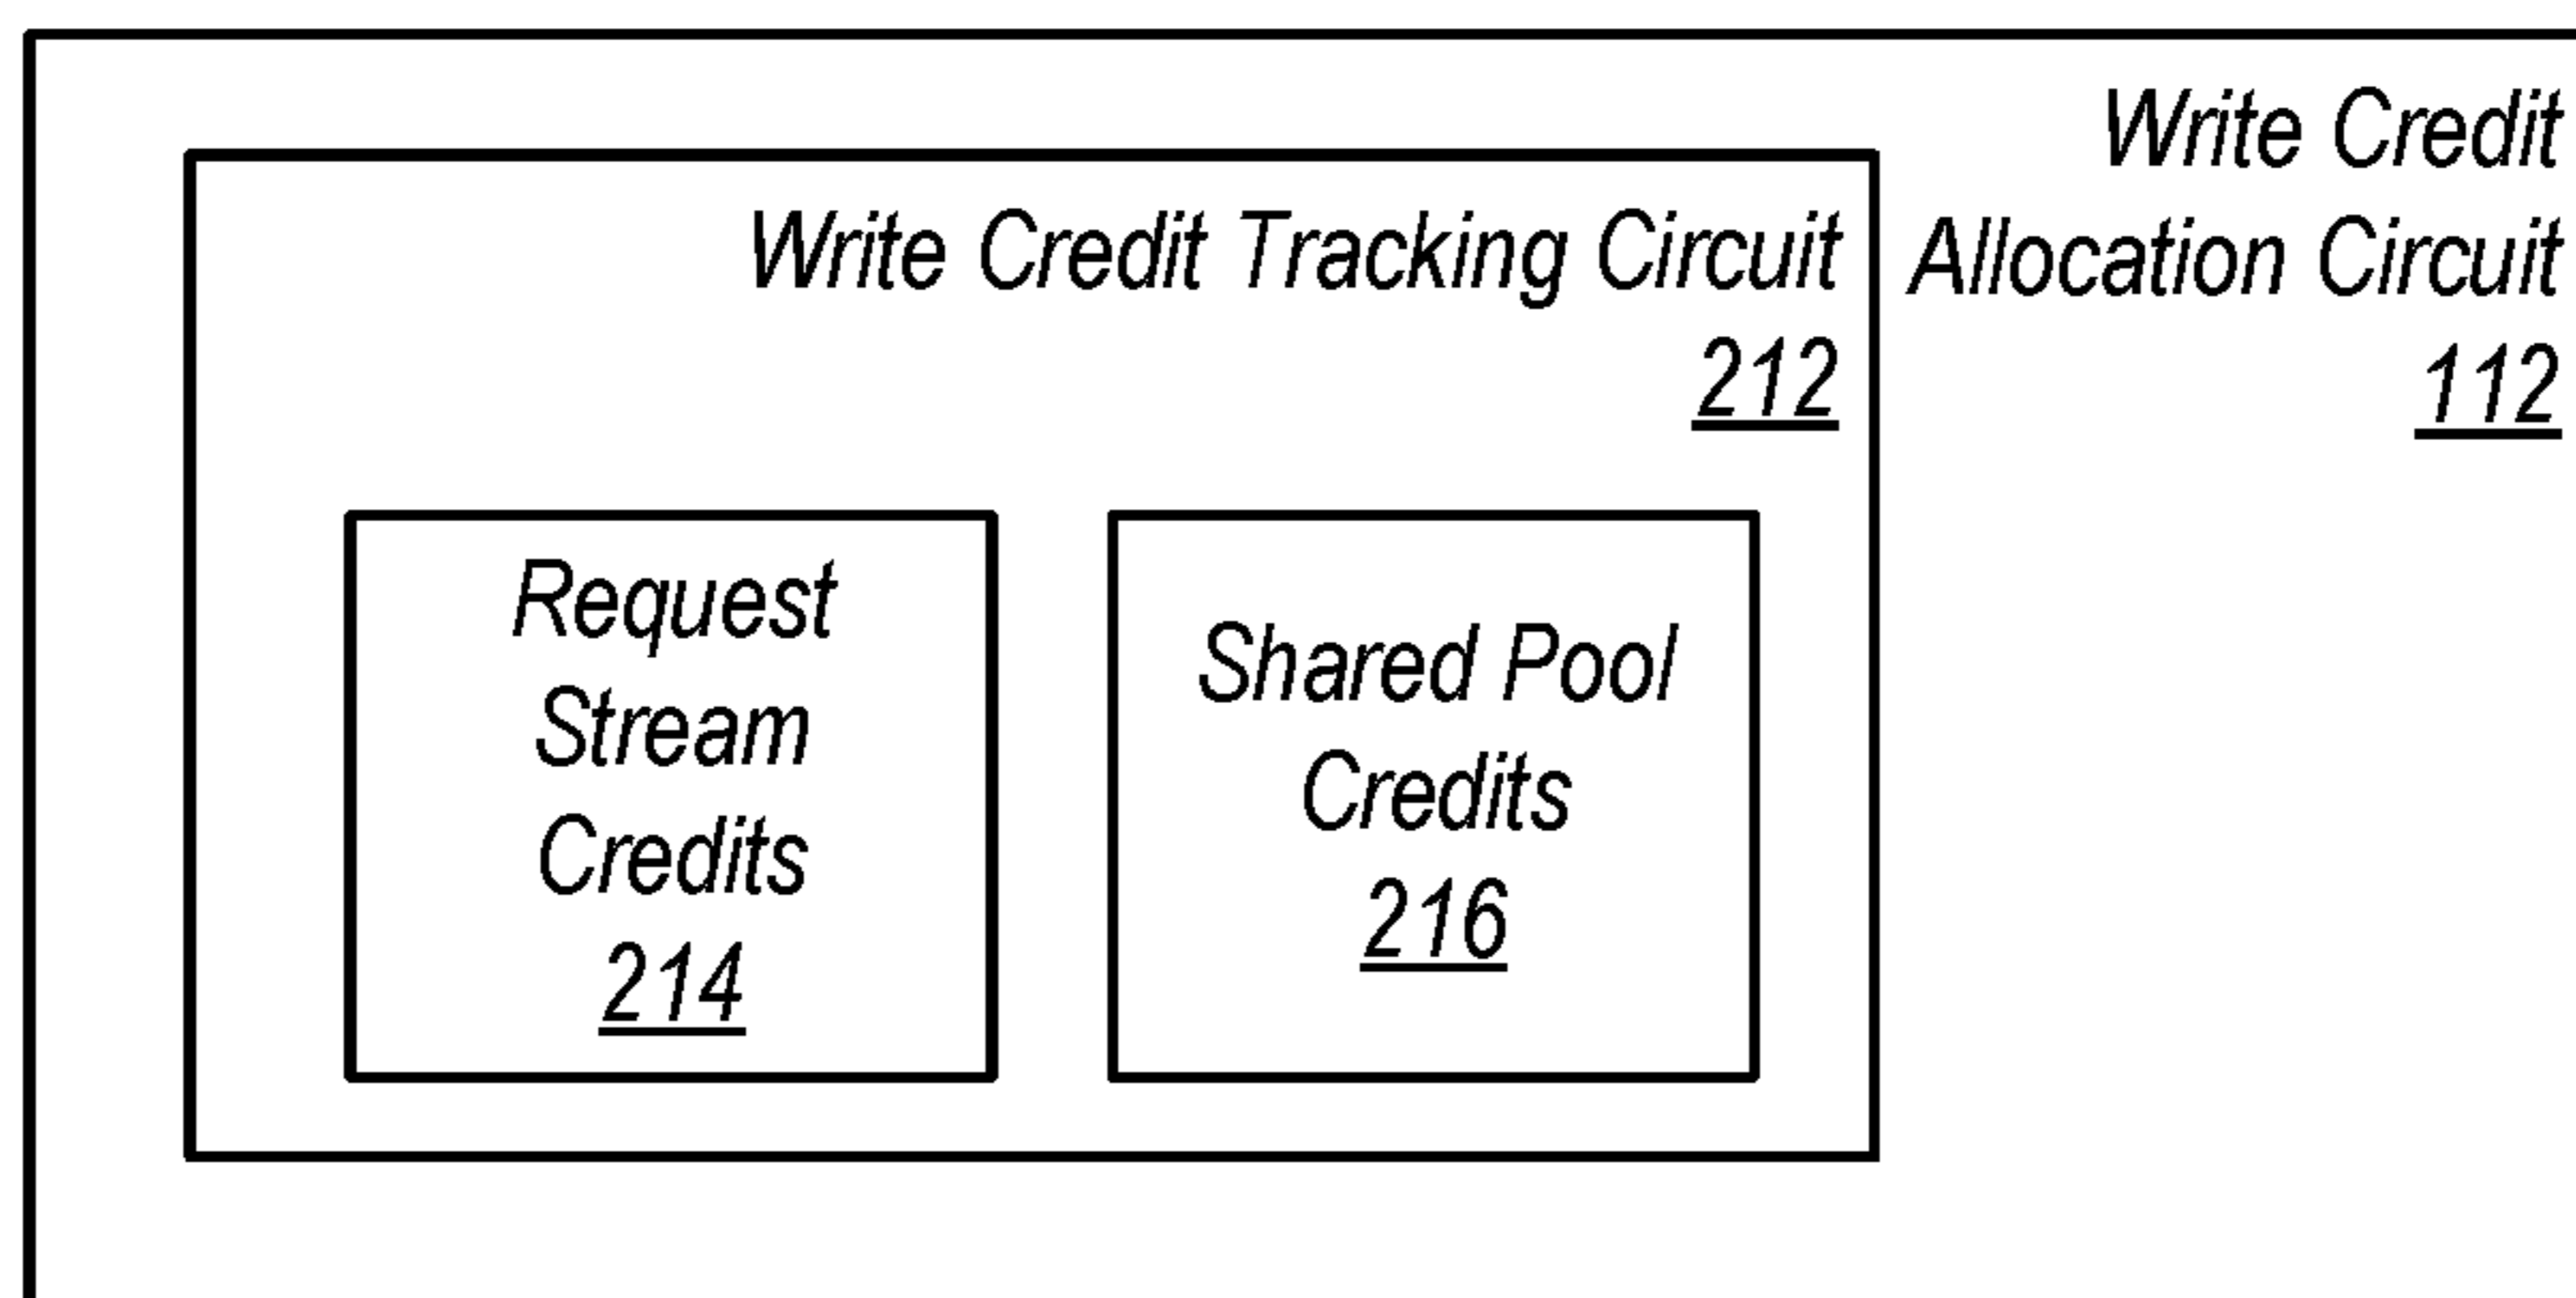 Write Credit
Allocation Circuit
112
Write Credit Tracking Circuit
212
Request
Stream
Credits
214
Shared Pool
Credits
216